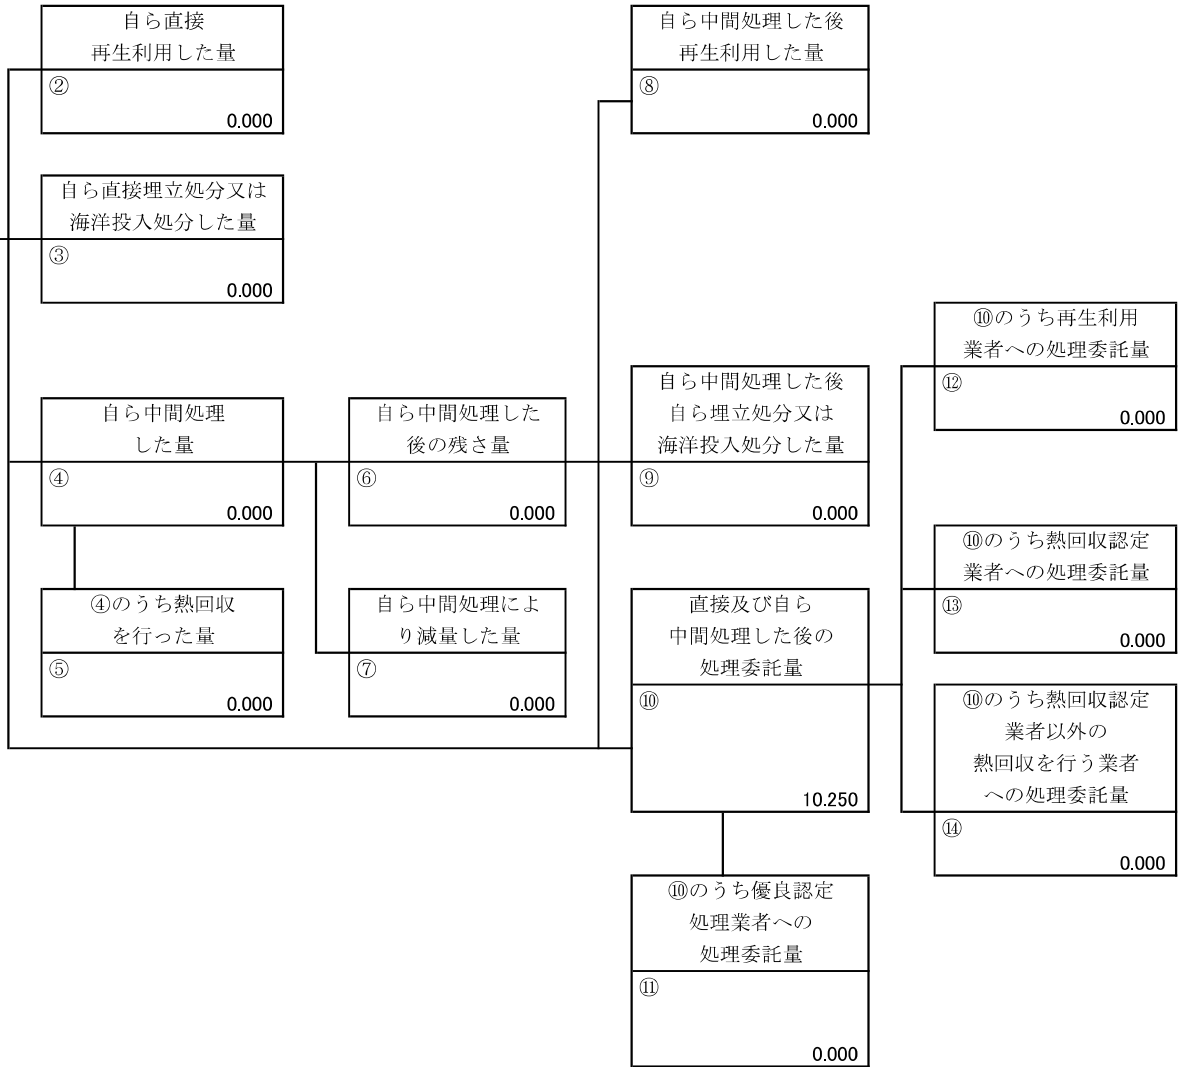 自ら直接
再生利用した量
②
0.000
自ら中間処理した後
再生利用した量
⑧
0.000
自ら直接埋立処分又は
海洋投入処分した量
③
0.000
⑩のうち再生利用
業者への処理委託量
⑫
0.000
自ら中間処理
した量
④
0.000
自ら中間処理した
後の残さ量
⑥
0.000
自ら中間処理した後
自ら埋立処分又は
海洋投入処分した量
⑨
0.000
⑩のうち熱回収認定
業者への処理委託量
⑬
0.000
④のうち熱回収
を行った量
⑤
0.000
自ら中間処理によ
り減量した量
⑦
0.000
直接及び自ら
中間処理した後の
処理委託量
⑩
10.250
⑩のうち熱回収認定
業者以外の
熱回収を行う業者
への処理委託量
⑭
0.000
⑩のうち優良認定
処理業者への
処理委託量
⑪
0.000